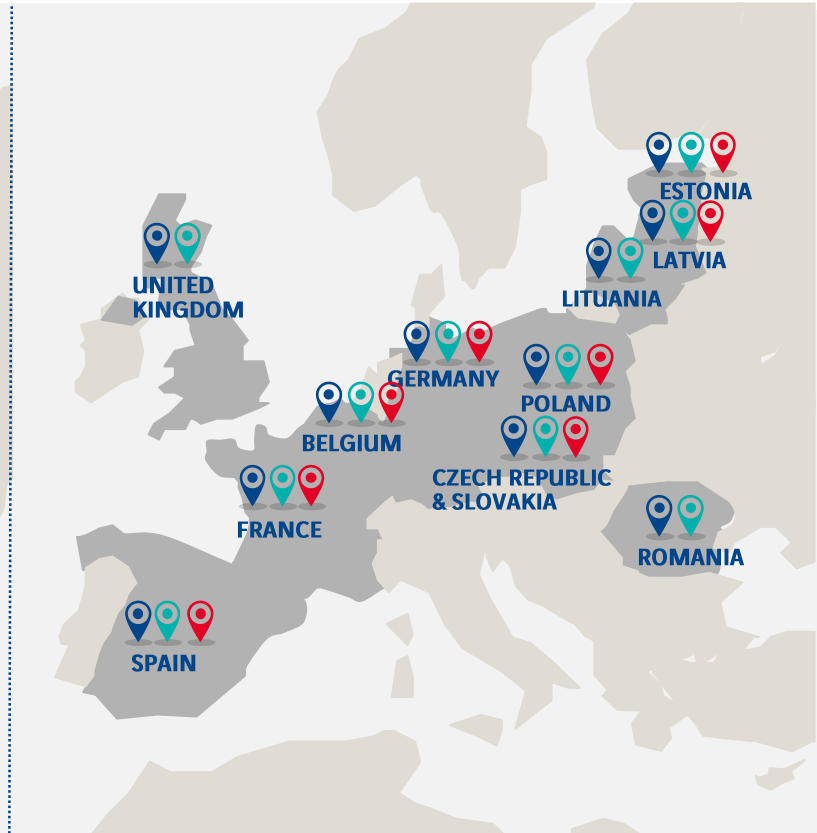 ESTONIA
LATVIA
LITUANIA
UNITED
KINGDOM
GERMANY
POLAND
BELGIUM
CZECH REPUBLIC
& SLOVAKIA
FRANCE
ROMANIA
SPAIN